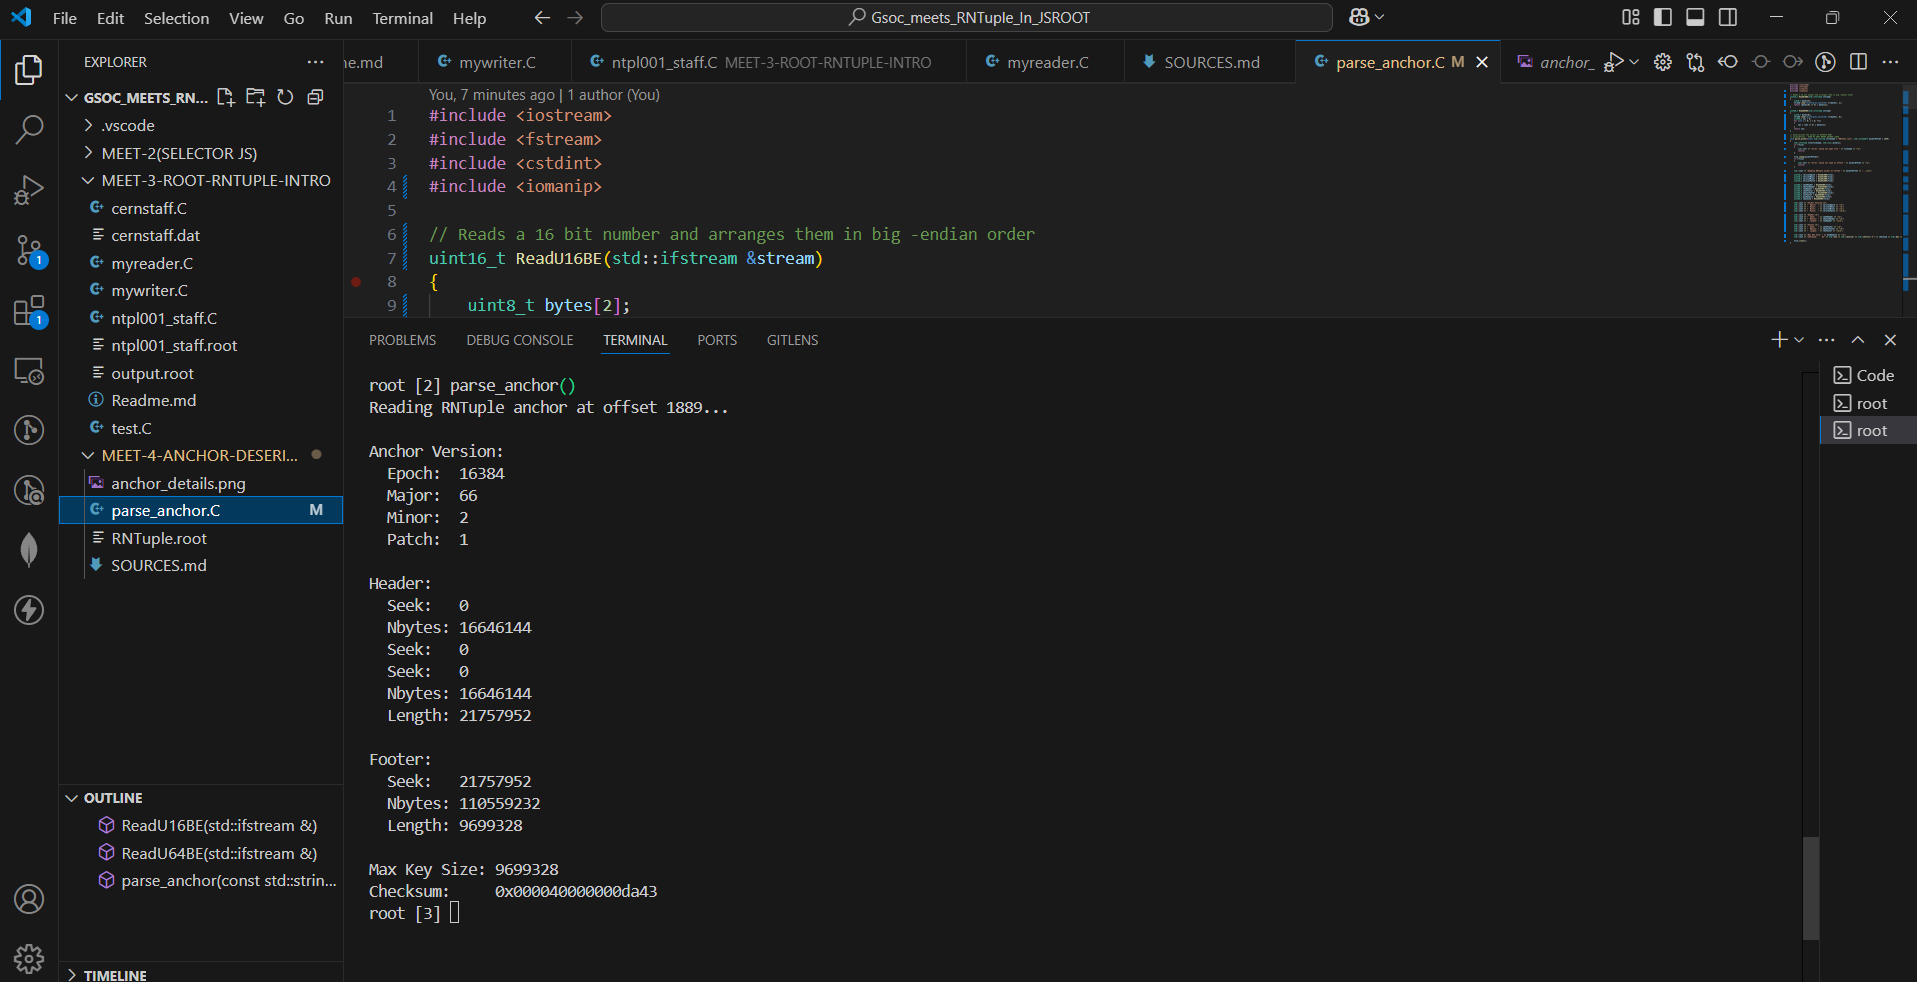 File Edit Selection View Go Run Terminal Help
Gsoc_meets_RNTuple_In_JSROOT
EXPLORER
GSOC_MEETS_RN...
.vscode
MEET-2(SELECTOR JS)
MEET-3-ROOT-RNTUPLE-INTRO
cernstaff.C
cernstaff.dat
myreader.C
mywriter.C
ntpl001_staff.C
ntpl001_staff.root
output.root
Readme.md
test.C
MEET-4-ANCHOR-DESERI...
anchor_details.png
parse_anchor.C M
RNTuple.root
SOURCES.md
OUTLINE
ReadU16BE(std::ifstream &)
ReadU64BE(std::ifstream &)
parse_anchor(const std::strin...
TIMELINE
1
1
ne.md mywriter.C ntpl001_staff.C MEET-3-ROOT-RNTUPLE-INTRO myreader.C SOURCES.md parse_anchor.C M anchor_
You, 7 minutes ago | 1 author (You)
1 #include <iostream>
2 #include <fstream>
3 #include <cstdint>
4 #include <iomanip>
5
6 // Reads a 16 bit number and arranges them in big -endian order
7 uint16_t ReadU16BE(std::ifstream &stream)
8 {
9 uint8_t bytes[2];
PROBLEMS DEBUG CONSOLE TERMINAL PORTS GITLENS
root [2] parse_anchor()
Reading RNTuple anchor at offset 1889...
Anchor Version:
Epoch: 16384
Major: 66
Minor: 2
Patch: 1
Header:
Seek: 0
Nbytes: 16646144
Seek: 0
Seek: 0
Nbytes: 16646144
Length: 21757952
Footer:
Seek: 21757952
Nbytes: 110559232
Length: 9699328
Max Key Size: 9699328
Checksum: 0x000040000000da43
root [3]
Code
root
root